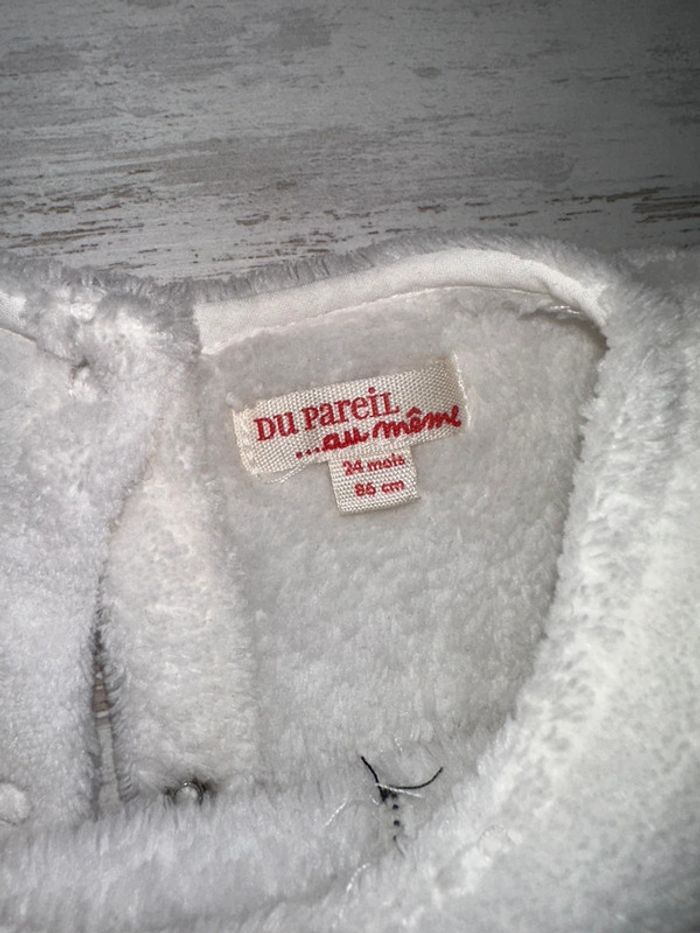 Du Pareil
...au même
24 mois
86 cm